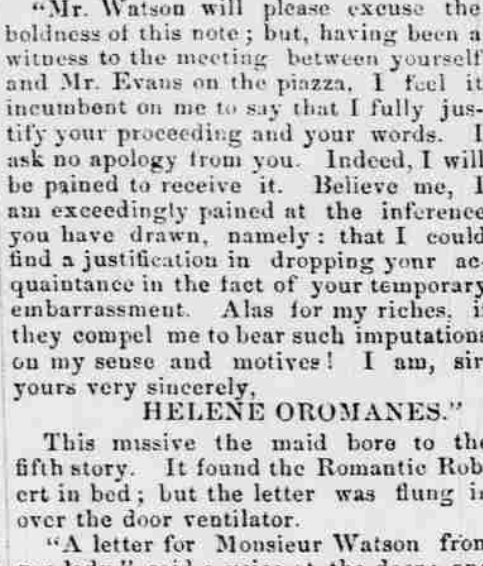 "Mr. Watson will please excuse the
boldness of this note; but, having been a
witness to the meeting between yourself
and Mr. Evans on the piazza, I feel it
incumbent on me to say that I fully jus-
tify your proceeding and your words. I
ask no apology from you. Indeed, I will
be pained to receive it. Believe me, I
am exceedingly pained at the inference
you have drawn, namely: that I could
find a justification in dropping your ac-
quaintance in the fact of your temporary
embarrassment. Alas for my riches, i
they compel me to bear such imputations
on my sense and motives! I am, sir
yours very sincerely,
HELENE OROMANES."
This missive the maid bore to the
fifth story. It found the Romantic Rob-
ert in bed; but the letter was flung i
over the door ventilator.
"A letter for Monsieur Watson from